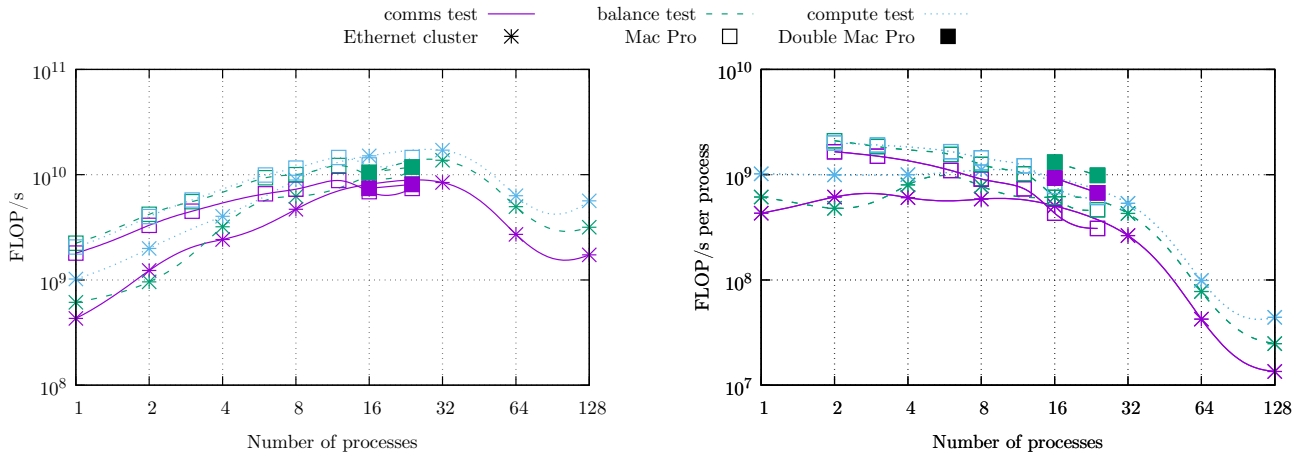 comms test balance test compute test
Ethernet cluster Mac Pro Double Mac Pro
10^11
10^10
10^9
10^8
FLOP/s
1 2 4 8 16 32 64 128
Number of processes
10^10
10^9
10^8
10^7
FLOP/s per process
1 2 4 8 16 32 64 128
Number of processes